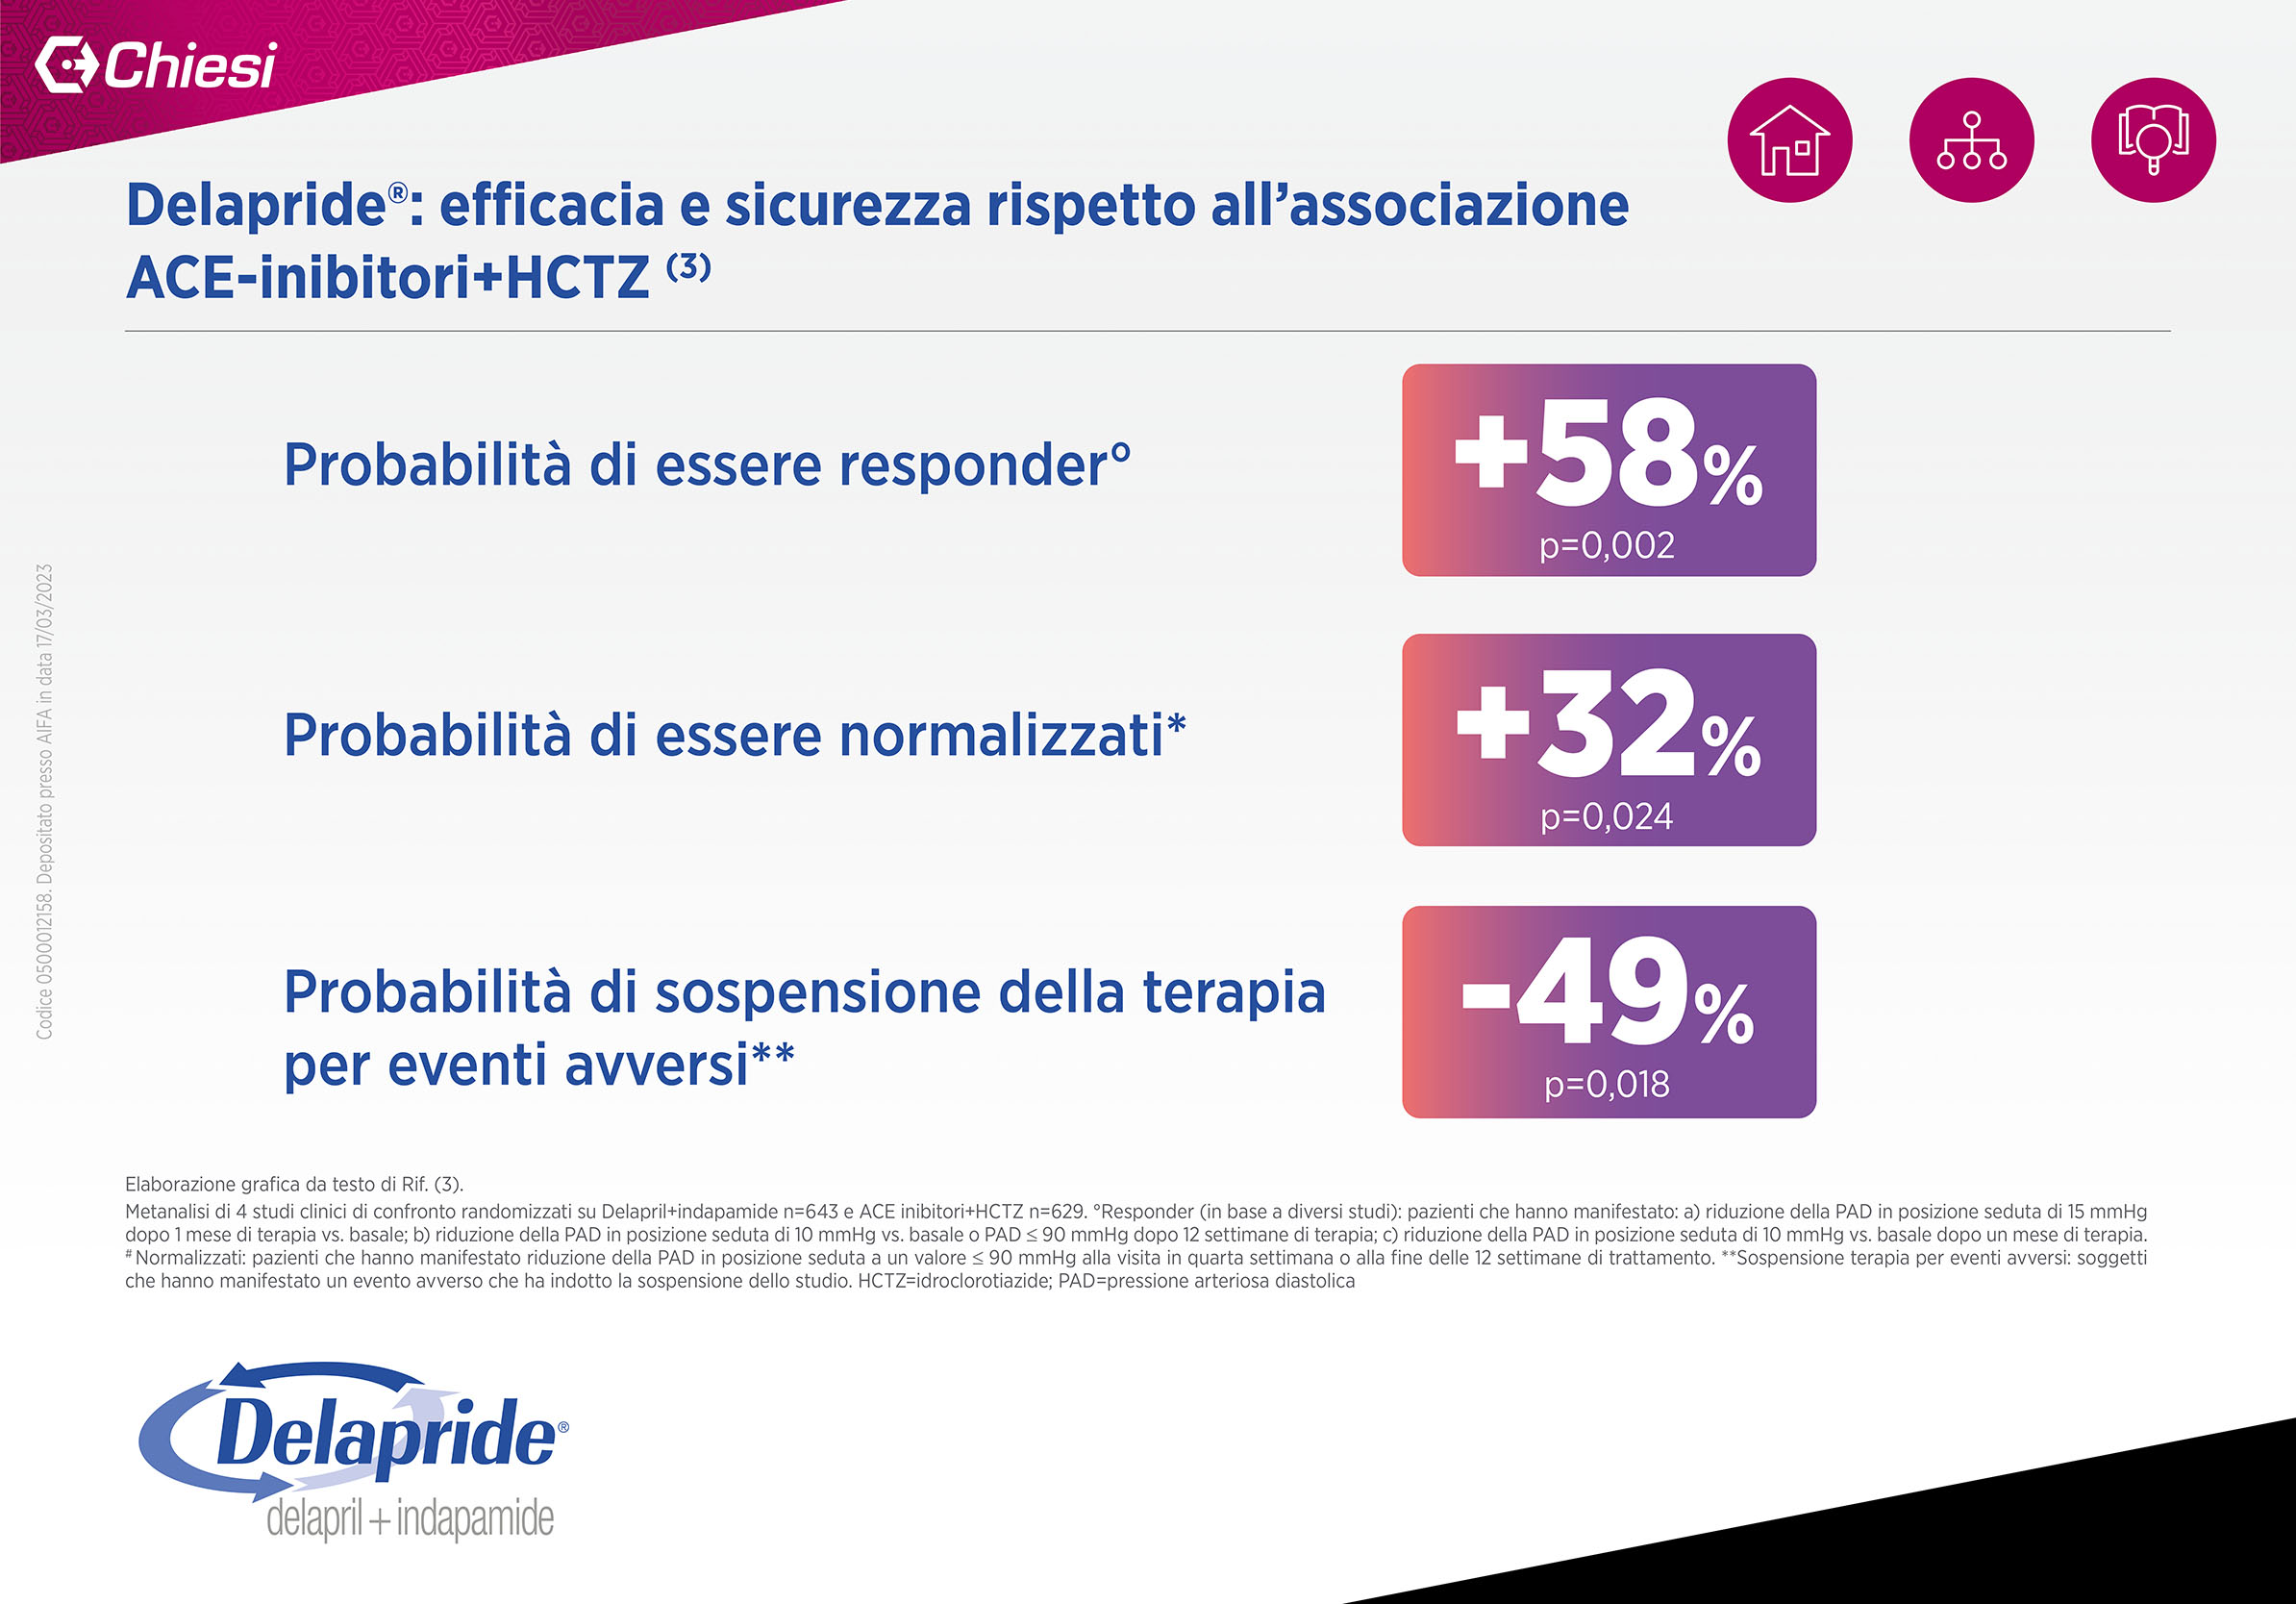 Chiesi
Delapride®: efficacia e sicurezza rispetto all’associazione
ACE-inibitori+HCTZ (3)
Probabilità di essere responder°
+58%
p=0,002
Probabilità di essere normalizzati*
+32%
p=0,024
Probabilità di sospensione della terapia
per eventi avversi**
-49%
p=0,018
Codice 0500012158. Depositato presso AIFA in data 17/03/2023
Elaborazione grafica da testo di Rif. (3).
Metanalisi di 4 studi clinici di confronto randomizzati su Delapril+indapamide n=643 e ACE inibitori+HCTZ n=629. °Responder (in base a diversi studi): pazienti che hanno manifestato: a) riduzione della PAD in posizione seduta di 15 mmHg
dopo 1 mese di terapia vs. basale; b) riduzione della PAD in posizione seduta di 10 mmHg vs. basale o PAD ≤ 90 mmHg dopo 12 settimane di terapia; c) riduzione della PAD in posizione seduta di 10 mmHg vs. basale dopo un mese di terapia.
# Normalizzati: pazienti che hanno manifestato riduzione della PAD in posizione seduta a un valore ≤ 90 mmHg alla visita in quarta settimana o alla fine delle 12 settimane di trattamento. **Sospensione terapia per eventi avversi: soggetti
che hanno manifestato un evento avverso che ha indotto la sospensione dello studio. HCTZ=idroclorotiazide; PAD=pressione arteriosa diastolica
Delapride®
delapril + indapamide